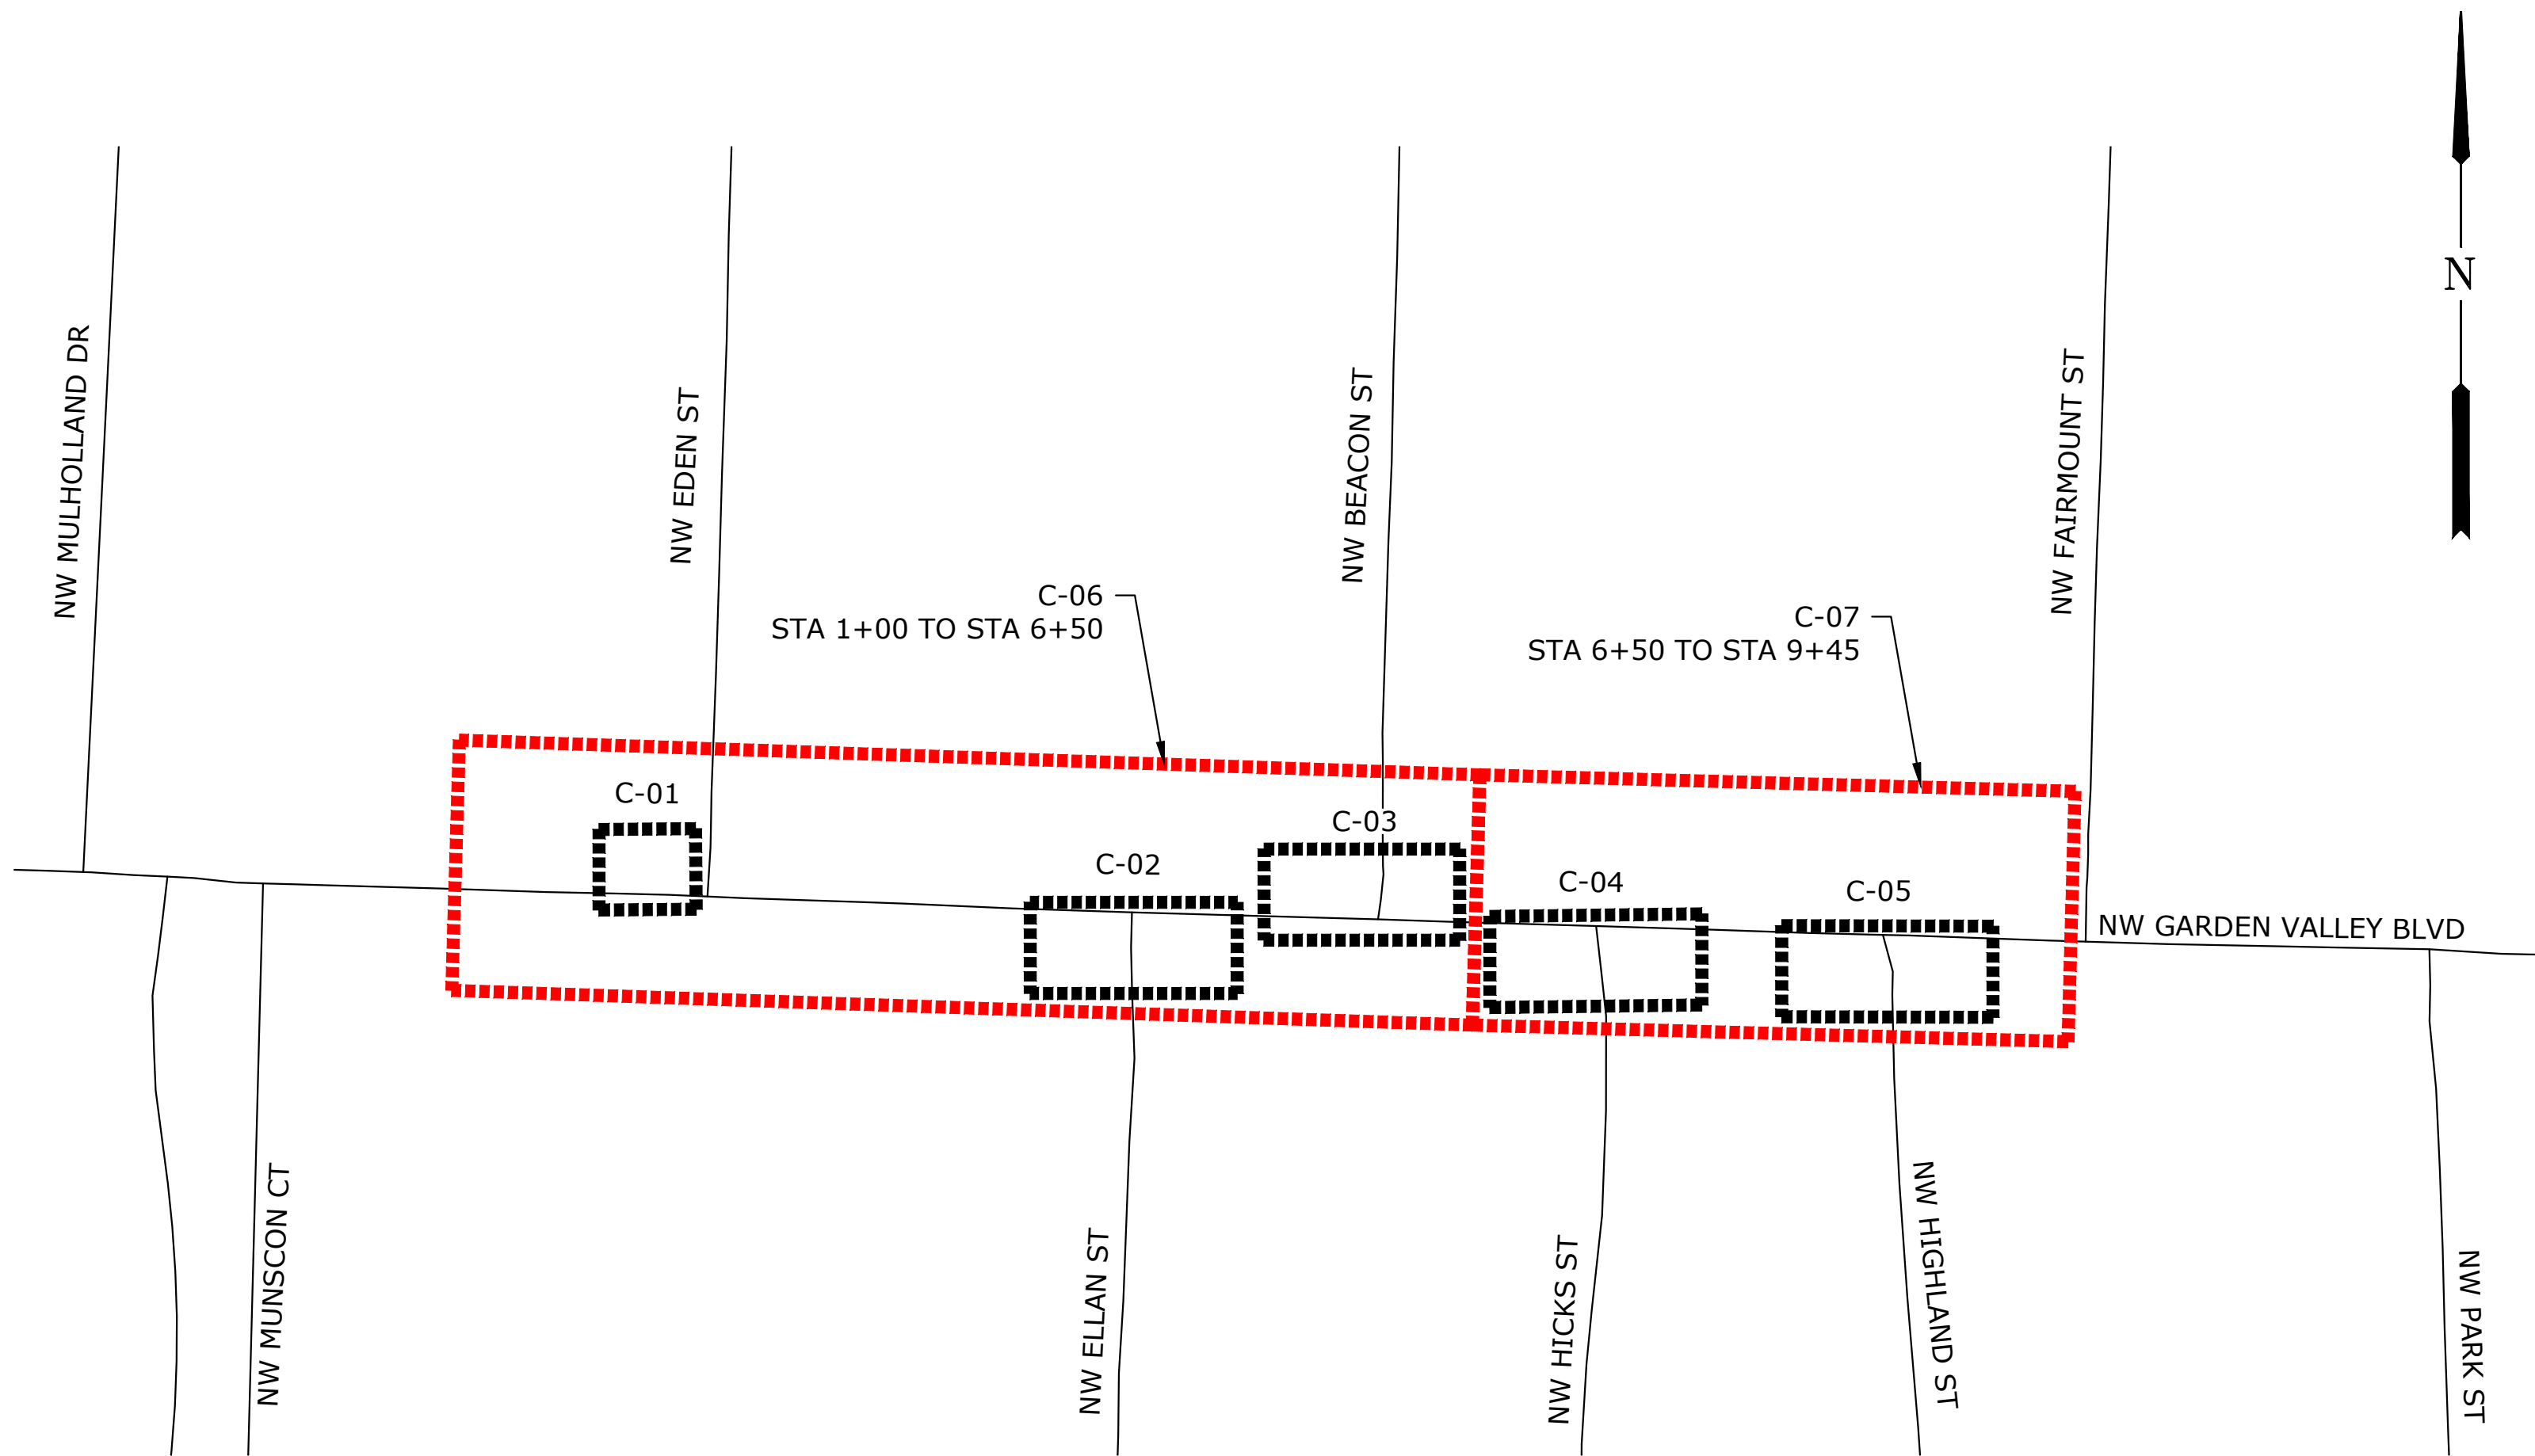 N
NW MULHOLLAND DR
NW EDEN ST
NW BEACON ST
NW FAIRMOUNT ST
C-06
STA 1+00 TO STA 6+50
C-07
STA 6+50 TO STA 9+45
C-01
C-02
C-03
C-04
C-05
NW GARDEN VALLEY BLVD
NW MUNSCON CT
NW ELLAN ST
NW HICKS ST
NW HIGHLAND ST
NW PARK ST